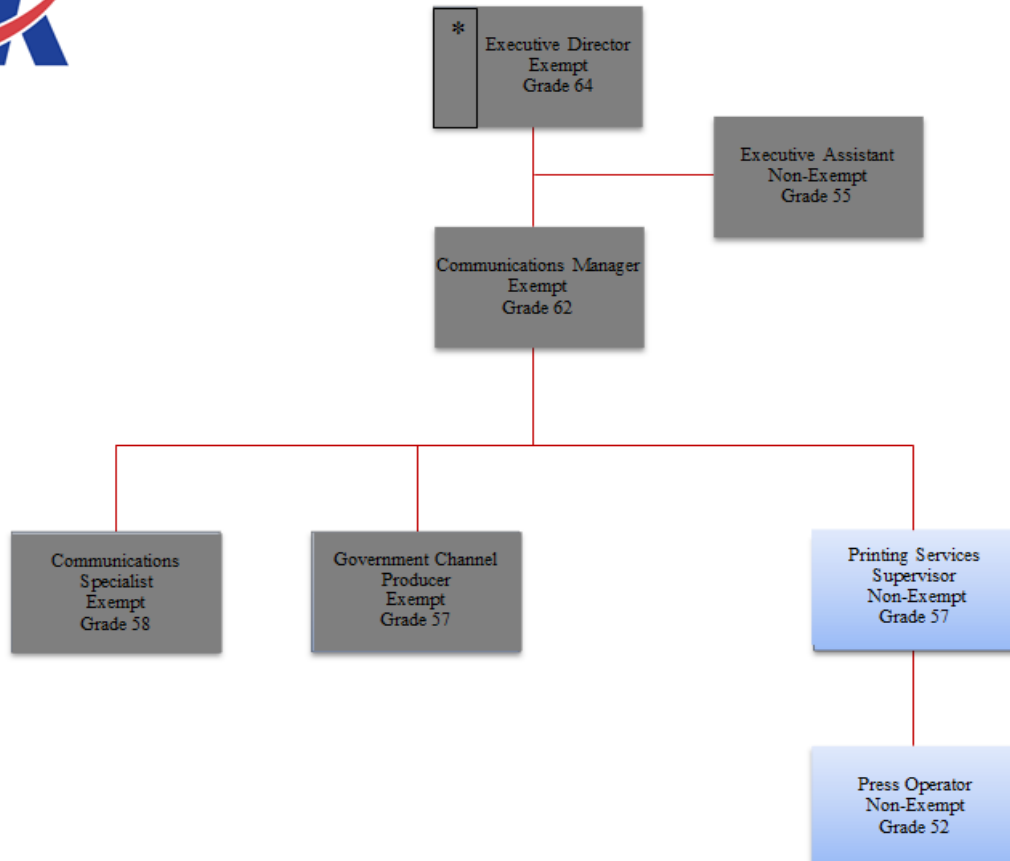 *
Executive Director
Exempt
Grade 64
Executive Assistant
Non-Exempt
Grade 55
Communications Manager
Exempt
Grade 62
Communications
Specialist
Exempt
Grade 58
Government Channel
Producer
Exempt
Grade 57
Printing Services
Supervisor
Non-Exempt
Grade 57
Press Operator
Non-Exempt
Grade 52